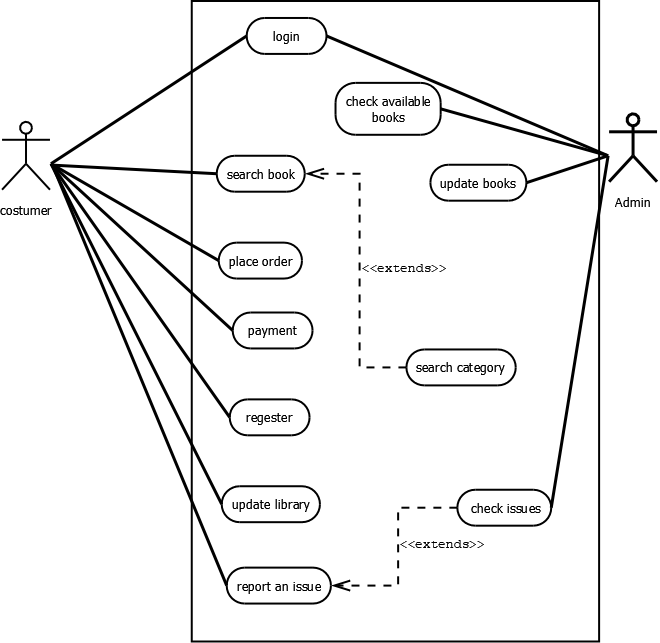 login
check available
books
search book
update books
costumer
Admin
place order
<<extends>>
payment
search category
regester
update library
check issues
<<extends>>
report an issue